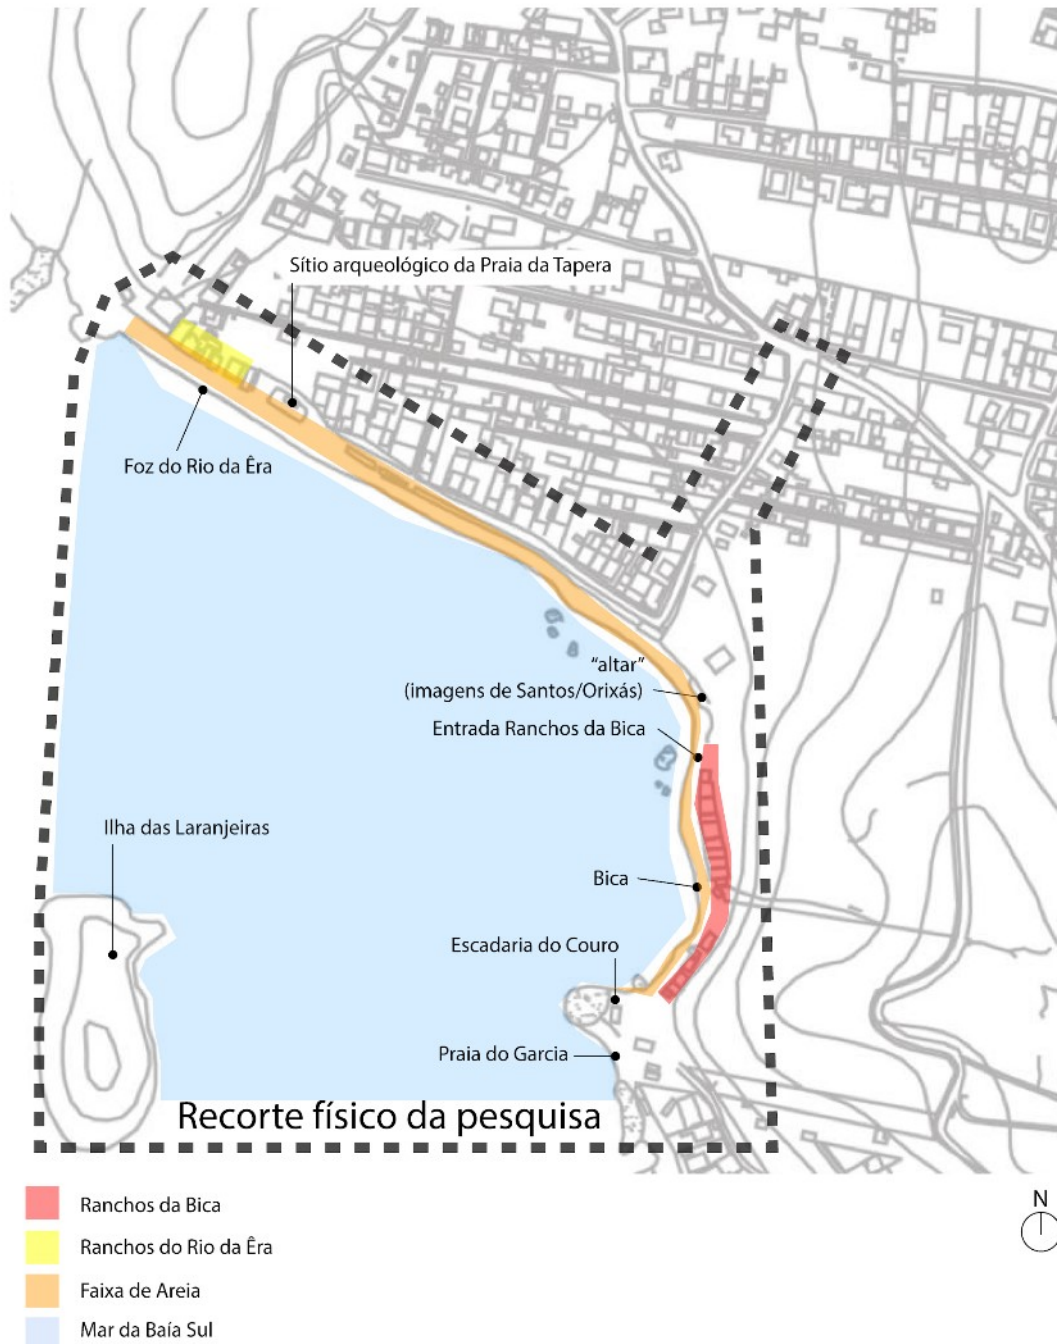 Sítio arqueológico da Praia da Tapera
Foz do Rio da Êra
"altar"
(imagens de Santos/Orixás)
Entrada Ranchos da Bica
Ilha das Laranjeiras
Bica
Escadaria do Couro
Praia do Garcia
Recorte físico da pesquisa
Ranchos da Bica
Ranchos do Rio da Êra
Faixa de Areia
Mar da Baía Sul
N